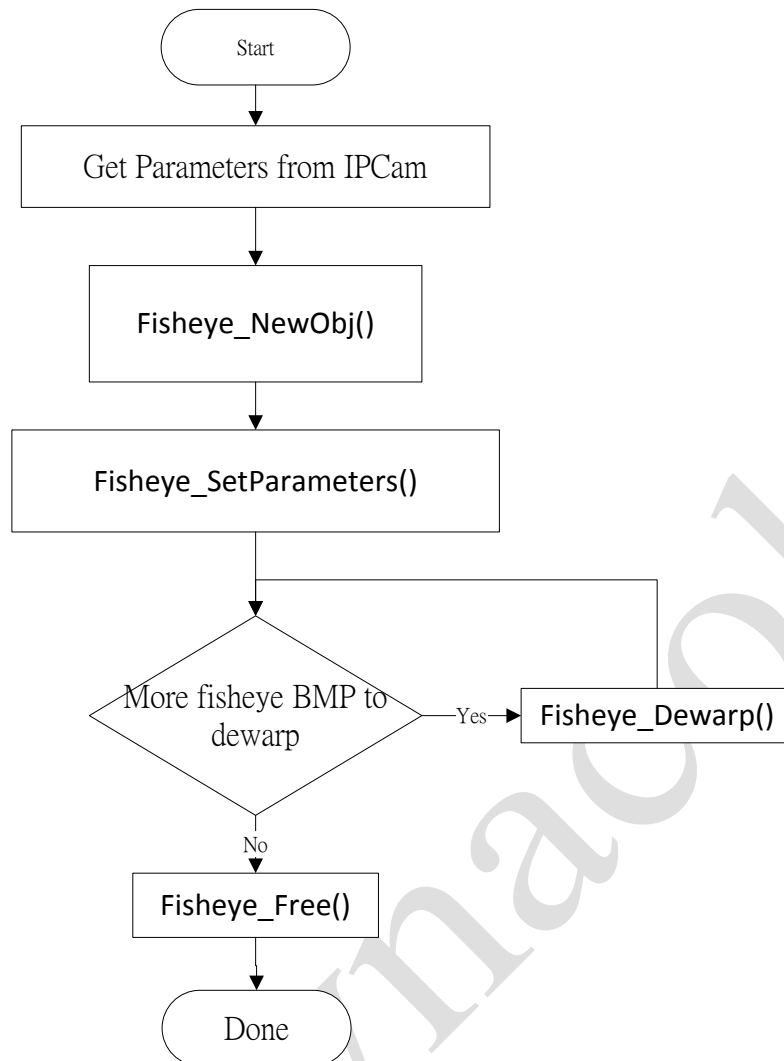 Start
Get Parameters from IPCam
Fisheye_NewObj()
Fisheye_SetParameters()
More fisheye BMP to
dewarp
Yes
Fisheye_Dewarp()
No
Fisheye_Free()
Done